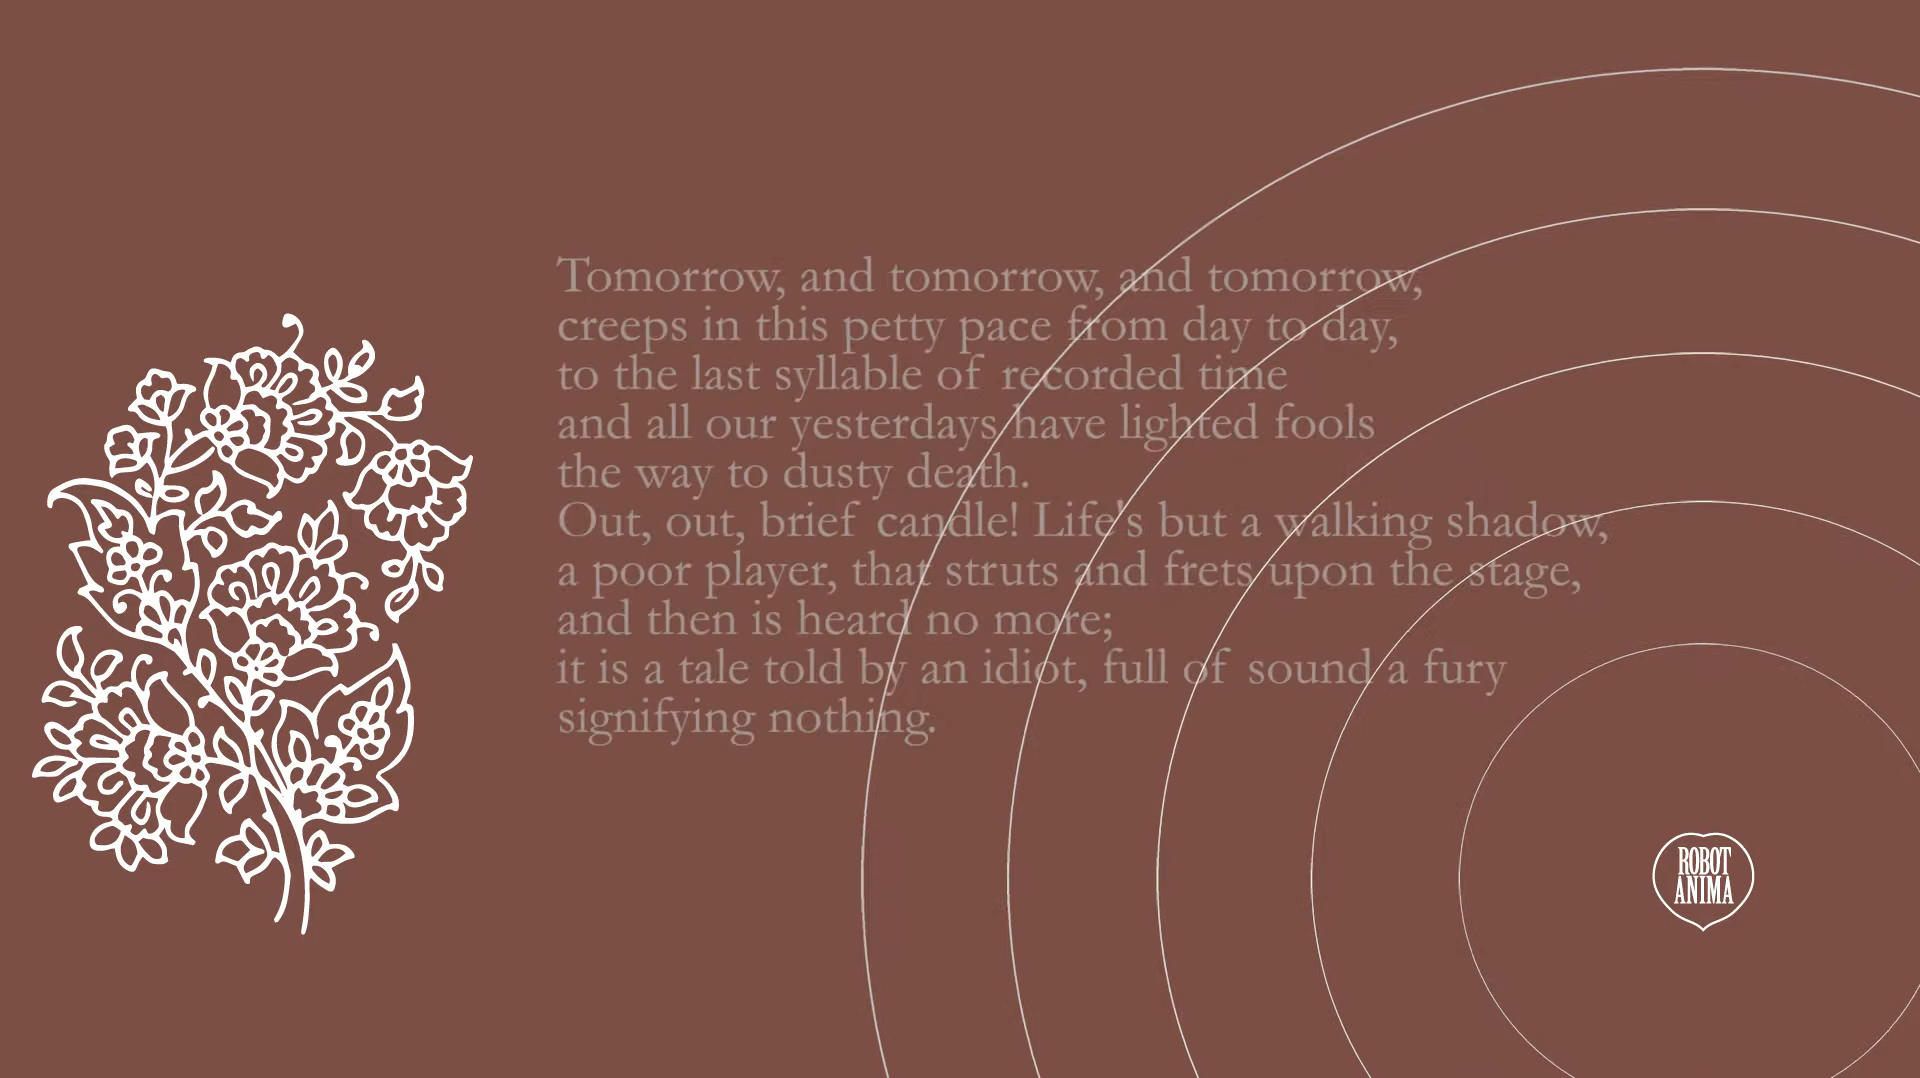 Tomorrow, and tomorrow, and tomorrow,
creeps in this petty pace from day to day,
to the last syllable of recorded time
and all our yesterdays have lighted fools
the way to dusty death.
Out, out, brief candle! Life's but a walking shadow,
a poor player, that struts and frets upon the stage,
and then is heard no more;
it is a tale told by an idiot, full of sound a fury
signifying nothing.
ROBOT
ANIMA